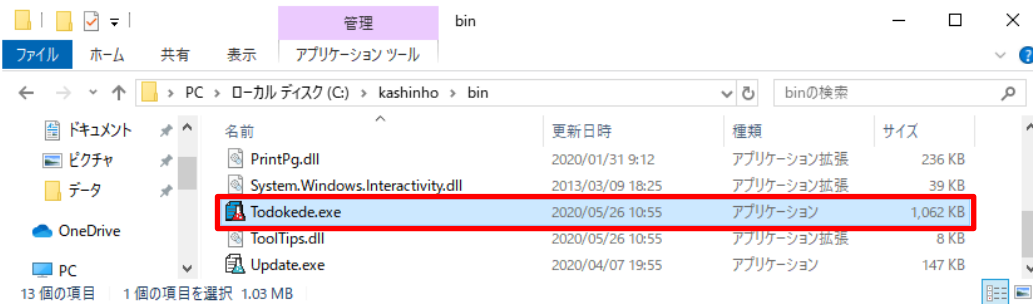 管理 bin
ファイル ホーム 共有 表示 アプリケーション ツール
PC ローカル ディスク (C:) kashinho bin binの検索
ドキュメント 名前 更新日時 種類 サイズ
ピクチャ PrintPg.dll 2020/01/31 9:12 アプリケーション拡張 236 KB
データ System.Windows.Interactivity.dll 2013/03/09 18:25 アプリケーション拡張 39 KB
Todokede.exe 2020/05/26 10:55 アプリケーション 1,062 KB
OneDrive ToolTips.dll 2020/05/26 10:55 アプリケーション拡張 8 KB
PC Update.exe 2020/04/07 19:55 アプリケーション 147 KB
13 個の項目 1 個の項目を選択 1.03 MB